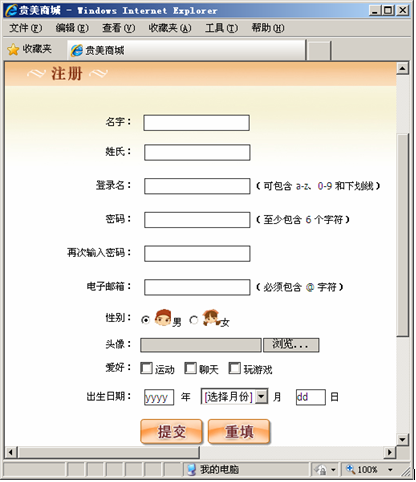 贵美商城 - Windows Internet Explorer
文件(F) 编辑(E) 查看(V) 收藏夹(A) 工具(T) 帮助(H)
收藏夹 贵美商城
注册
名字：
姓氏：
登录名： （可包含 a-z、0-9 和下划线）
密码： （至少包含 6 个字符）
再次输入密码：
电子邮箱： （必须包含 @ 字符）
性别： 男 女
头像： 浏览...
爱好： 运动 聊天 玩游戏
出生日期： yyyy 年 [选择月份] 月 dd 日
提交 重填
我的电脑 100%